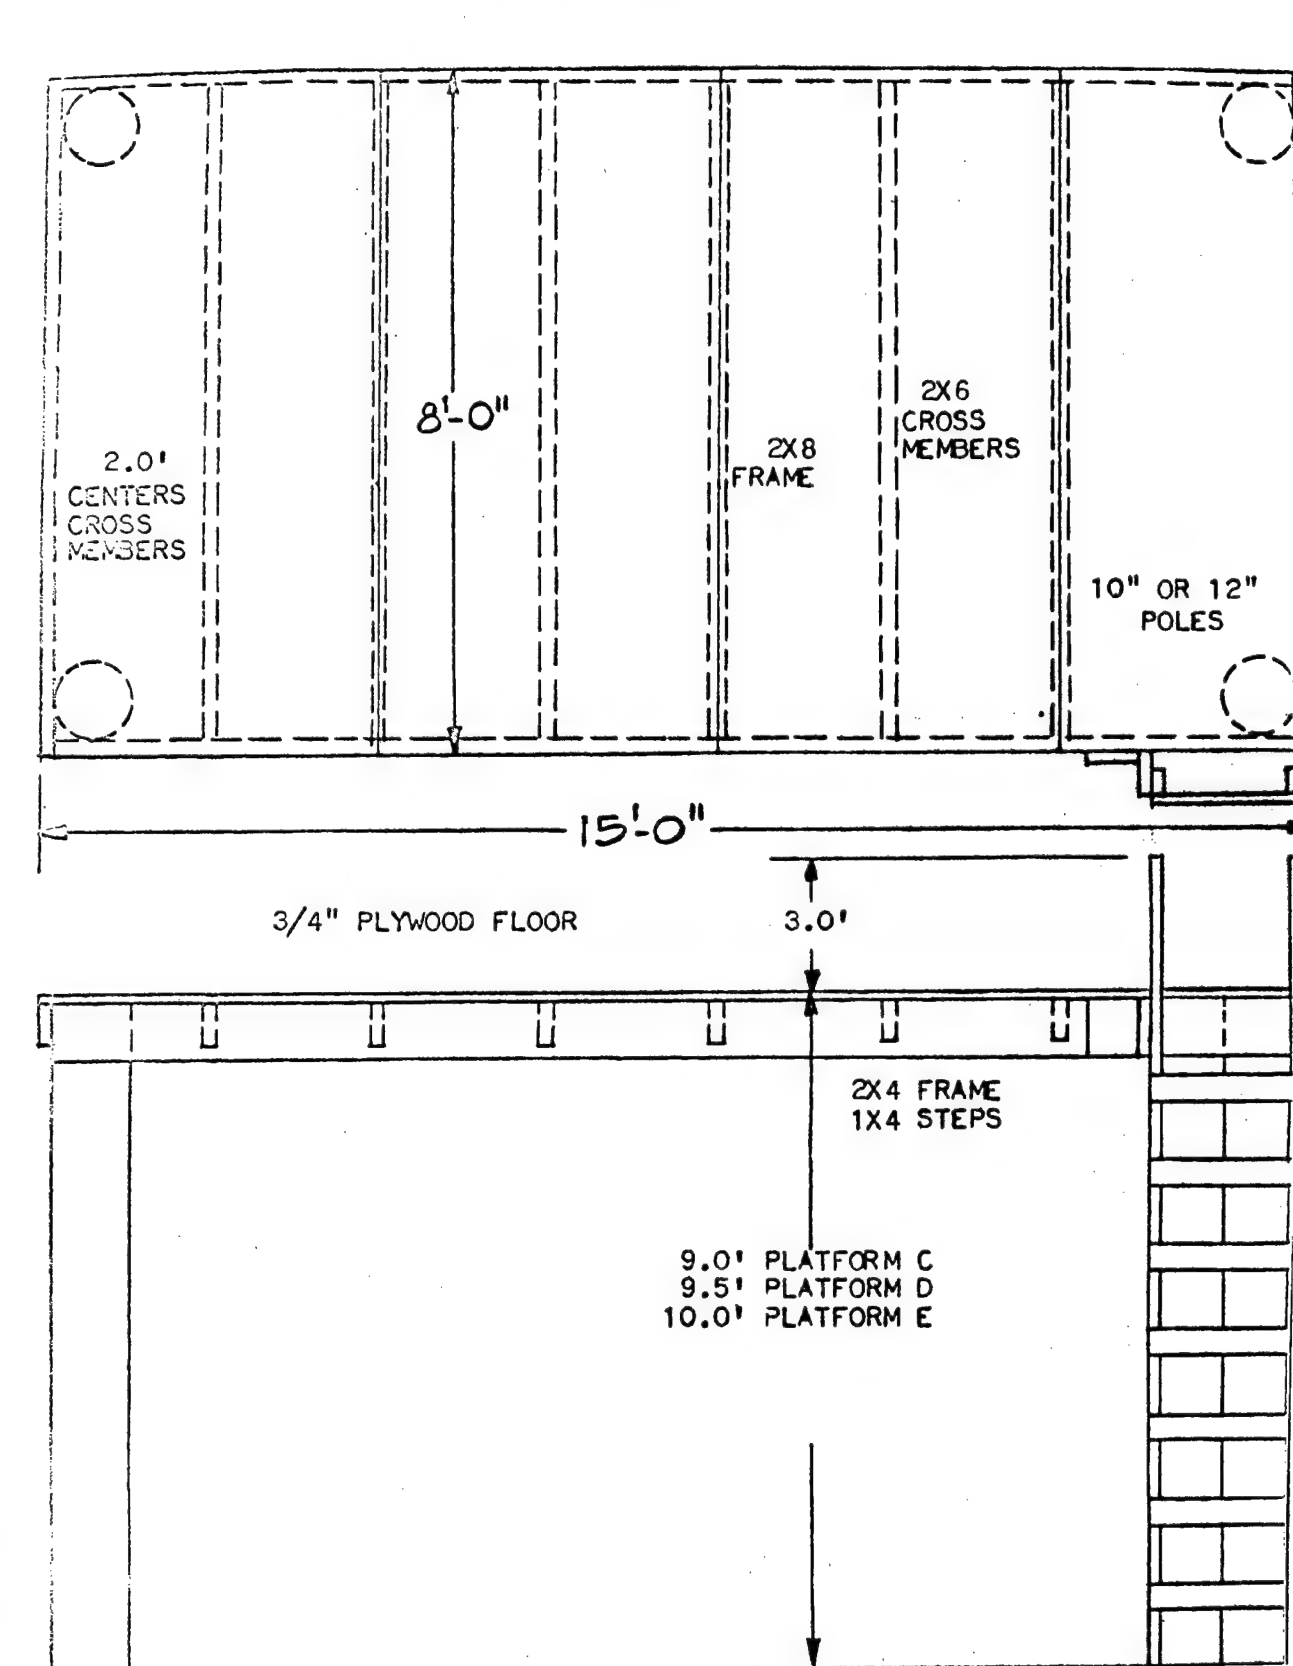 8'-0"
2X6
CROSS
MEMBERS
2X8
FRAME
2.0'
CENTERS
CROSS
MEMBERS
10" OR 12"
POLES
15'-0"
3/4" PLYWOOD FLOOR
3.0'
2X4 FRAME
1X4 STEPS
9.0' PLATFORM C
9.5' PLATFORM D
10.0' PLATFORM E